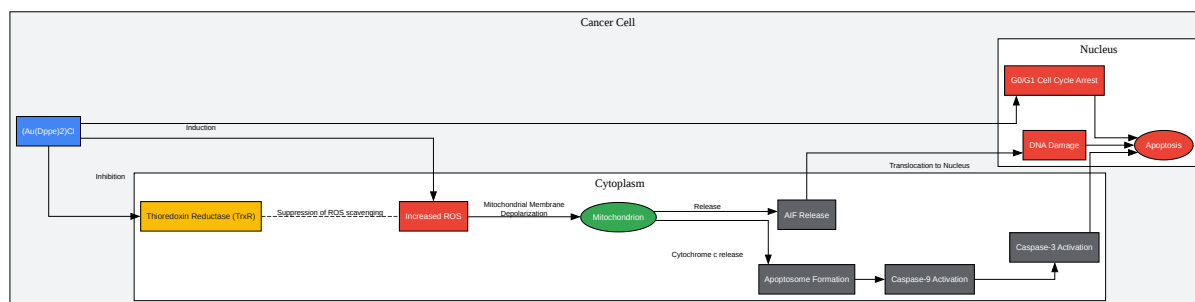 Cancer Cell
Nucleus
G0/G1 Cell Cycle Arrest
(Au(Dppe)2)Cl
Induction
DNA Damage
Apoptosis
Translocation to Nucleus
Inhibition
Cytoplasm
Thioredoxin Reductase (TrxR)
Suppression of ROS scavenging
Increased ROS
Mitochondrial Membrane
Depolarization
Mitochondrion
Release
AIF Release
Cytochrome c release
Caspase-3 Activation
Apoptosome Formation
Caspase-9 Activation